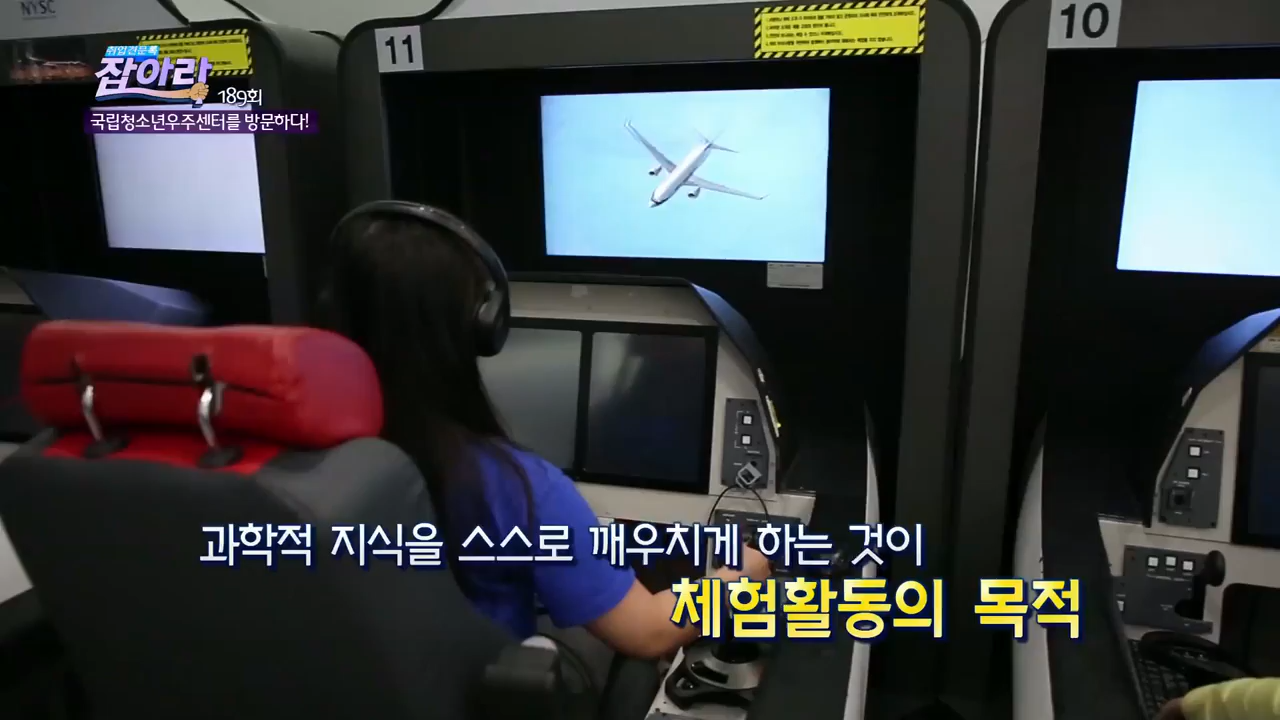 NYSC
취업견문록
잡아라
189회
국립청소년우주센터를 방문하다!
11
10
과학적 지식을 스스로 깨우치게 하는 것이
체험활동의 목적